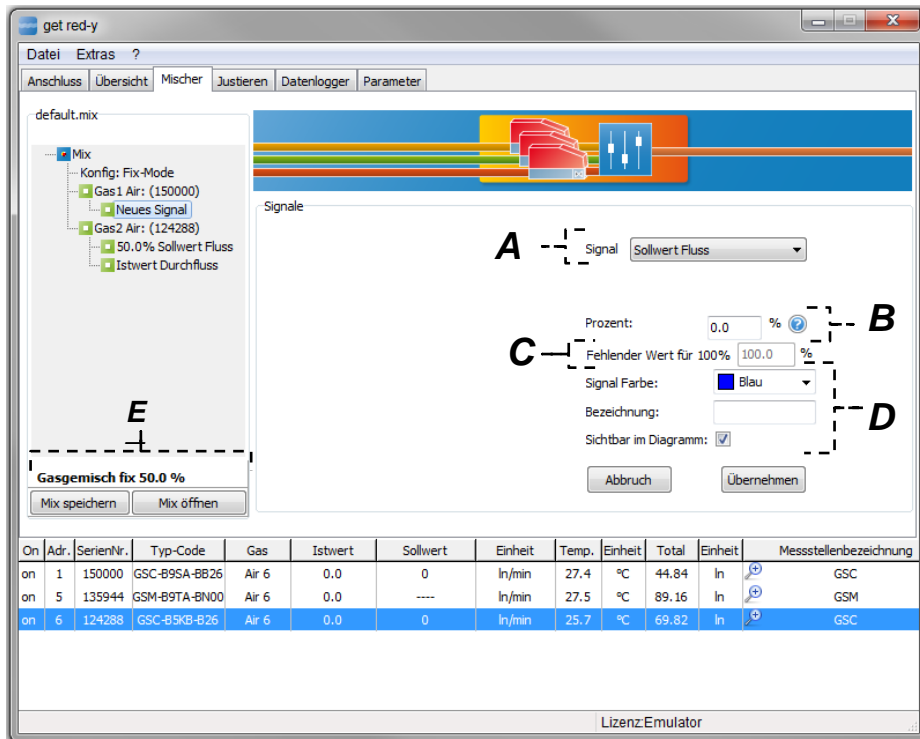 get red-y
Datei Extras ?
Anschluss Übersicht Mischer Justieren Datenlogger Parameter
default.mix
Mix
Konfig: Fix-Mode
Gas1 Air: (150000)
Neues Signal
Gas2 Air: (124288)
50.0% Sollwert Fluss
Istwert Durchfluss
E
Gasgemisch fix 50.0 %
Mix speichern Mix öffnen
Signale
A Signal Sollwert Fluss
Prozent: 0.0 % ? B
C Fehlender Wert für 100% 100.0 %
Signal Farbe: Blau
Bezeichnung: D
Sichtbar im Diagramm:
Abbruch Übernehmen
On Adr. SerienNr. Typ-Code Gas Istwert Sollwert Einheit Temp. Einheit Total Einheit Messstellenbezeichnung
on 1 150000 GSC-B9SA-BB26 Air 6 0.0 0 ln/min 27.4 °C 44.84 ln GSC
on 5 135944 GSM-B9TA-BN00 Air 6 0.0 ---- ln/min 27.5 °C 89.16 ln GSM
on 6 124288 GSC-B5KB-B26 Air 6 0.0 0 ln/min 25.7 °C 69.82 ln GSC
Lizenz:Emulator